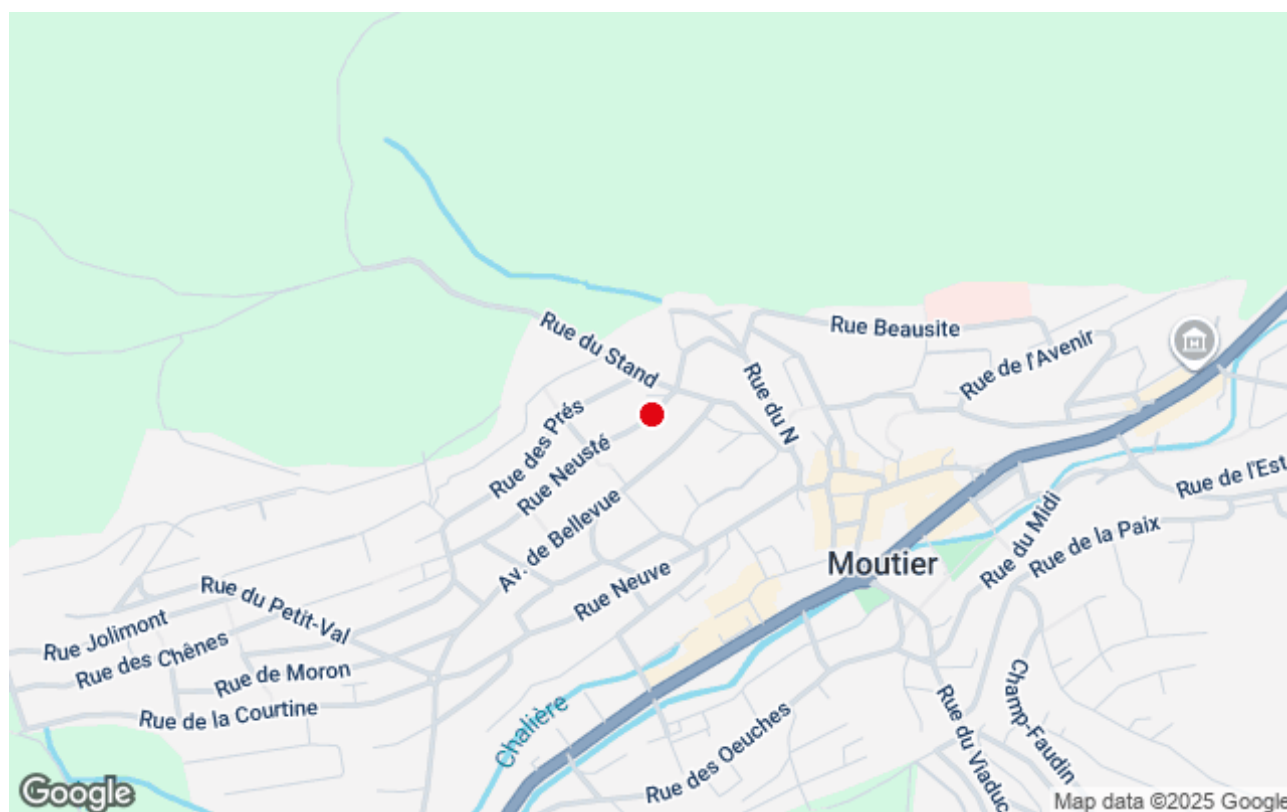 Rue du Stand
Rue Beausite
Rue de l'Avenir
Rue du N
Rue des Prés
Rue Neusté
Av. de Bellevue
Rue de l'Est
Rue du Midi
Rue de la Paix
Moutier
Rue Neuve
Rue du Petit-Val
Rue Jolimont
Rue des Chênes
Rue de Moron
Rue de la Courtine
Chalière
Rue des Oeuches
Rue du Viaduc
Champ-Faudin
Google
Map data ©2025 Google